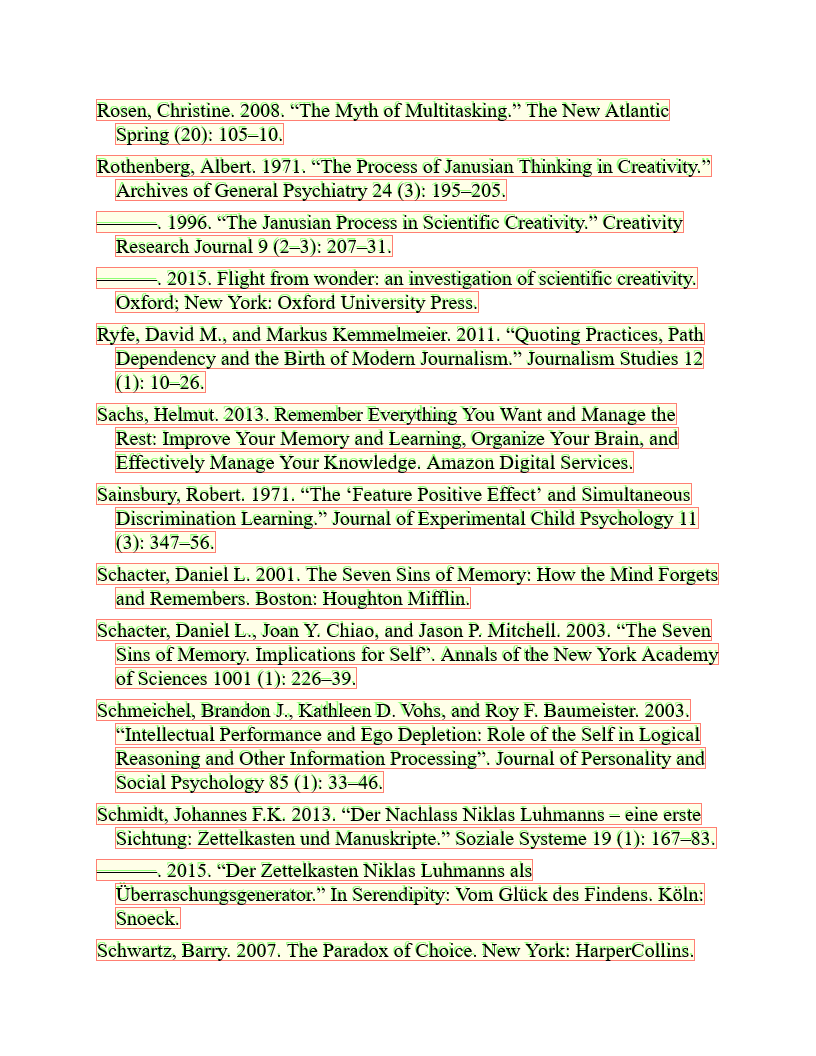 Rosen, Christine. 2008. “The Myth of Multitasking.” The New Atlantic
Spring (20): 105–10.
Rothenberg, Albert. 1971. “The Process of Janusian Thinking in Creativity.”
Archives of General Psychiatry 24 (3): 195–205.
———. 1996. “The Janusian Process in Scientific Creativity.” Creativity
Research Journal 9 (2–3): 207–31.
———. 2015. Flight from wonder: an investigation of scientific creativity.
Oxford; New York: Oxford University Press.
Ryfe, David M., and Markus Kemmelmeier. 2011. “Quoting Practices, Path
Dependency and the Birth of Modern Journalism.” Journalism Studies 12
(1): 10–26.
Sachs, Helmut. 2013. Remember Everything You Want and Manage the
Rest: Improve Your Memory and Learning, Organize Your Brain, and
Effectively Manage Your Knowledge. Amazon Digital Services.
Sainsbury, Robert. 1971. “The ‘Feature Positive Effect’ and Simultaneous
Discrimination Learning.” Journal of Experimental Child Psychology 11
(3): 347–56.
Schacter, Daniel L. 2001. The Seven Sins of Memory: How the Mind Forgets
and Remembers. Boston: Houghton Mifflin.
Schacter, Daniel L., Joan Y. Chiao, and Jason P. Mitchell. 2003. “The Seven
Sins of Memory. Implications for Self”. Annals of the New York Academy
of Sciences 1001 (1): 226–39.
Schmeichel, Brandon J., Kathleen D. Vohs, and Roy F. Baumeister. 2003.
“Intellectual Performance and Ego Depletion: Role of the Self in Logical
Reasoning and Other Information Processing”. Journal of Personality and
Social Psychology 85 (1): 33–46.
Schmidt, Johannes F.K. 2013. “Der Nachlass Niklas Luhmanns – eine erste
Sichtung: Zettelkasten und Manuskripte.” Soziale Systeme 19 (1): 167–83.
———. 2015. “Der Zettelkasten Niklas Luhmanns als
Überraschungsgenerator.” In Serendipity: Vom Glück des Findens. Köln:
Snoeck.
Schwartz, Barry. 2007. The Paradox of Choice. New York: HarperCollins.